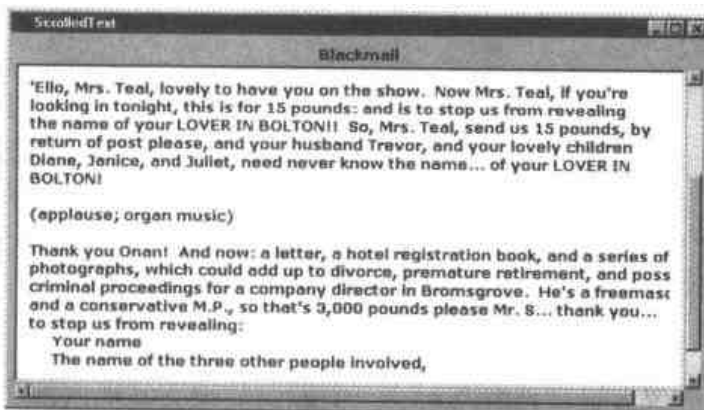 ScrolledText
Blackmail
'Ello, Mrs. Teal, lovely to have you on the show. Now Mrs. Teal, if you're
looking in tonight, this is for 15 pounds: and is to stop us from revealing
the name of your LOVER IN BOLTON!! So, Mrs. Teal, send us 15 pounds, by
return of post please, and your husband Trevor, and your lovely children
Diane, Janice, and Juliet, need never know the name... of your LOVER IN
BOLTON!
(applause; organ music)
Thank you Onan! And now: a letter, a hotel registration book, and a series of
photographs, which could add up to divorce, premature retirement, and poss
criminal proceedings for a company director in Bromsgrove. He's a freemasc
and a conservative M.P., so that's 3,000 pounds please Mr. S... thank you...
to stop us from revealing:
Your name
The name of the three other people involved,